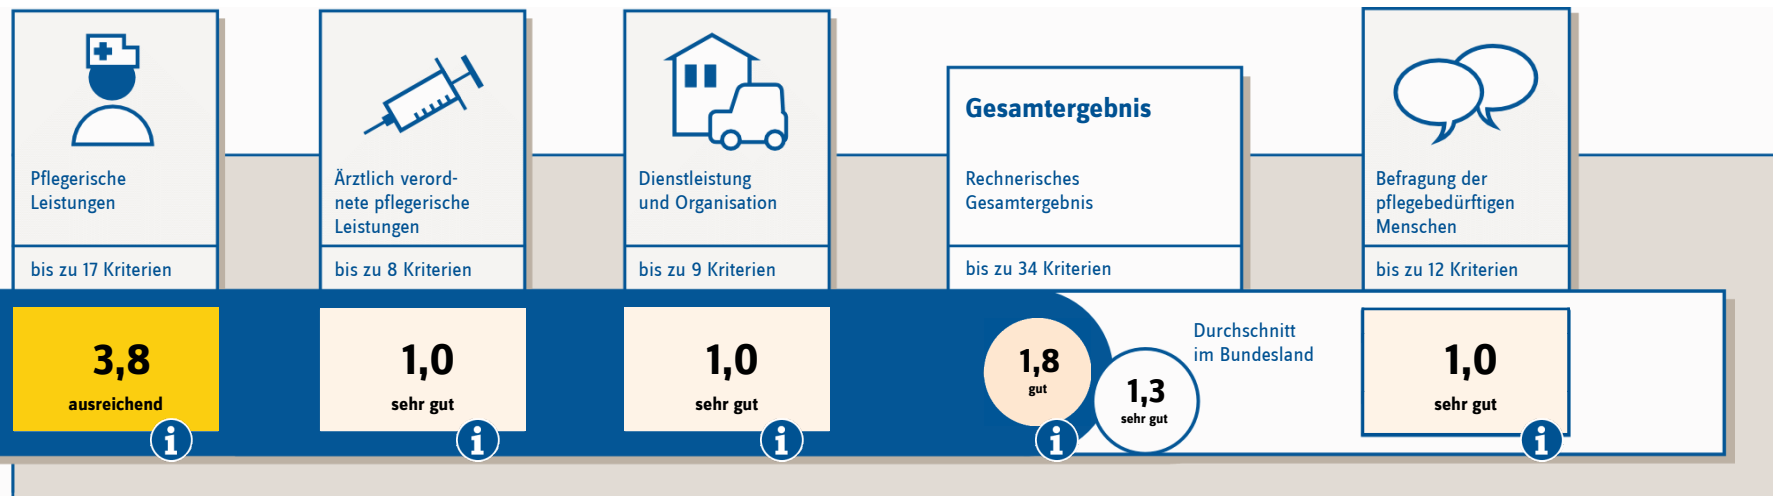 Pflegerische
Leistungen
bis zu 17 Kriterien
3,8
ausreichend
i
Ärztlich verord-
nete pflegerische
Leistungen
bis zu 8 Kriterien
1,0
sehr gut
i
Dienstleistung
und Organisation
bis zu 9 Kriterien
1,0
sehr gut
i
Gesamtergebnis
Rechnerisches
Gesamtergebnis
bis zu 34 Kriterien
1,8
gut
i
1,3
sehr gut
Durchschnitt
im Bundesland
Befragung der
pflegebedürftigen
Menschen
bis zu 12 Kriterien
1,0
sehr gut
i